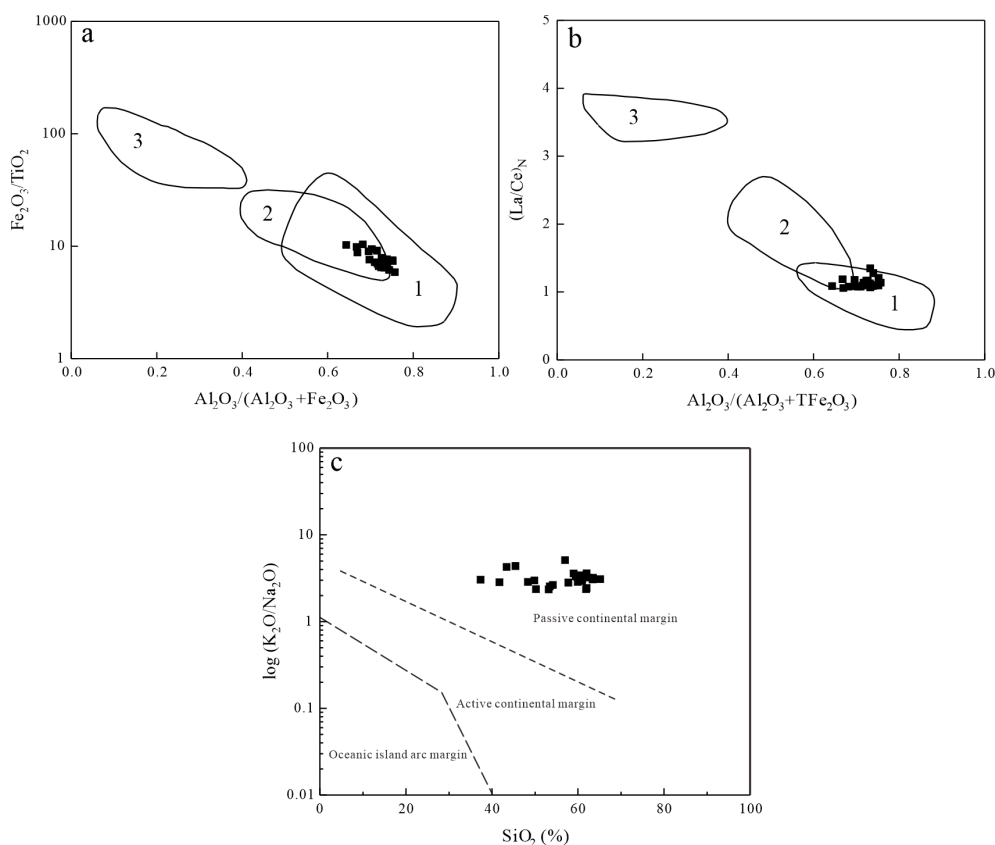 a
1000
100
10
1
Fe₂O₃/TiO₂
3
2
1
0.0 0.2 0.4 0.6 0.8 1.0
Al₂O₃/(Al₂O₃+Fe₂O₃)
b
5
4
3
2
1
0
(La/Ce)N
3
2
1
0.0 0.2 0.4 0.6 0.8 1.0
Al₂O₃/(Al₂O₃+TFe₂O₃)
c
100
10
1
0.1
0.01
log (K₂O/Na₂O)
Passive continental margin
Active continental margin
Oceanic island arc margin
0 20 40 60 80 100
SiO₂ (%)